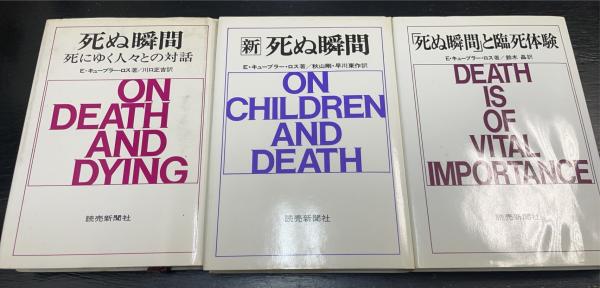 死ぬ瞬間
死にゆく人々との対話
E・キューブラー・ロス著／川口正吉訳
ON
DEATH
AND
DYING
読売新聞社
新 死ぬ瞬間
E・キューブラー・ロス著／秋山剛・早川東作訳
ON
CHILDREN
AND
DEATH
読売新聞社
「死ぬ瞬間」と臨死体験
E・キューブラー・ロス著／鈴木 晶訳
DEATH
IS
OF
VITAL
IMPORTANCE
読売新聞社